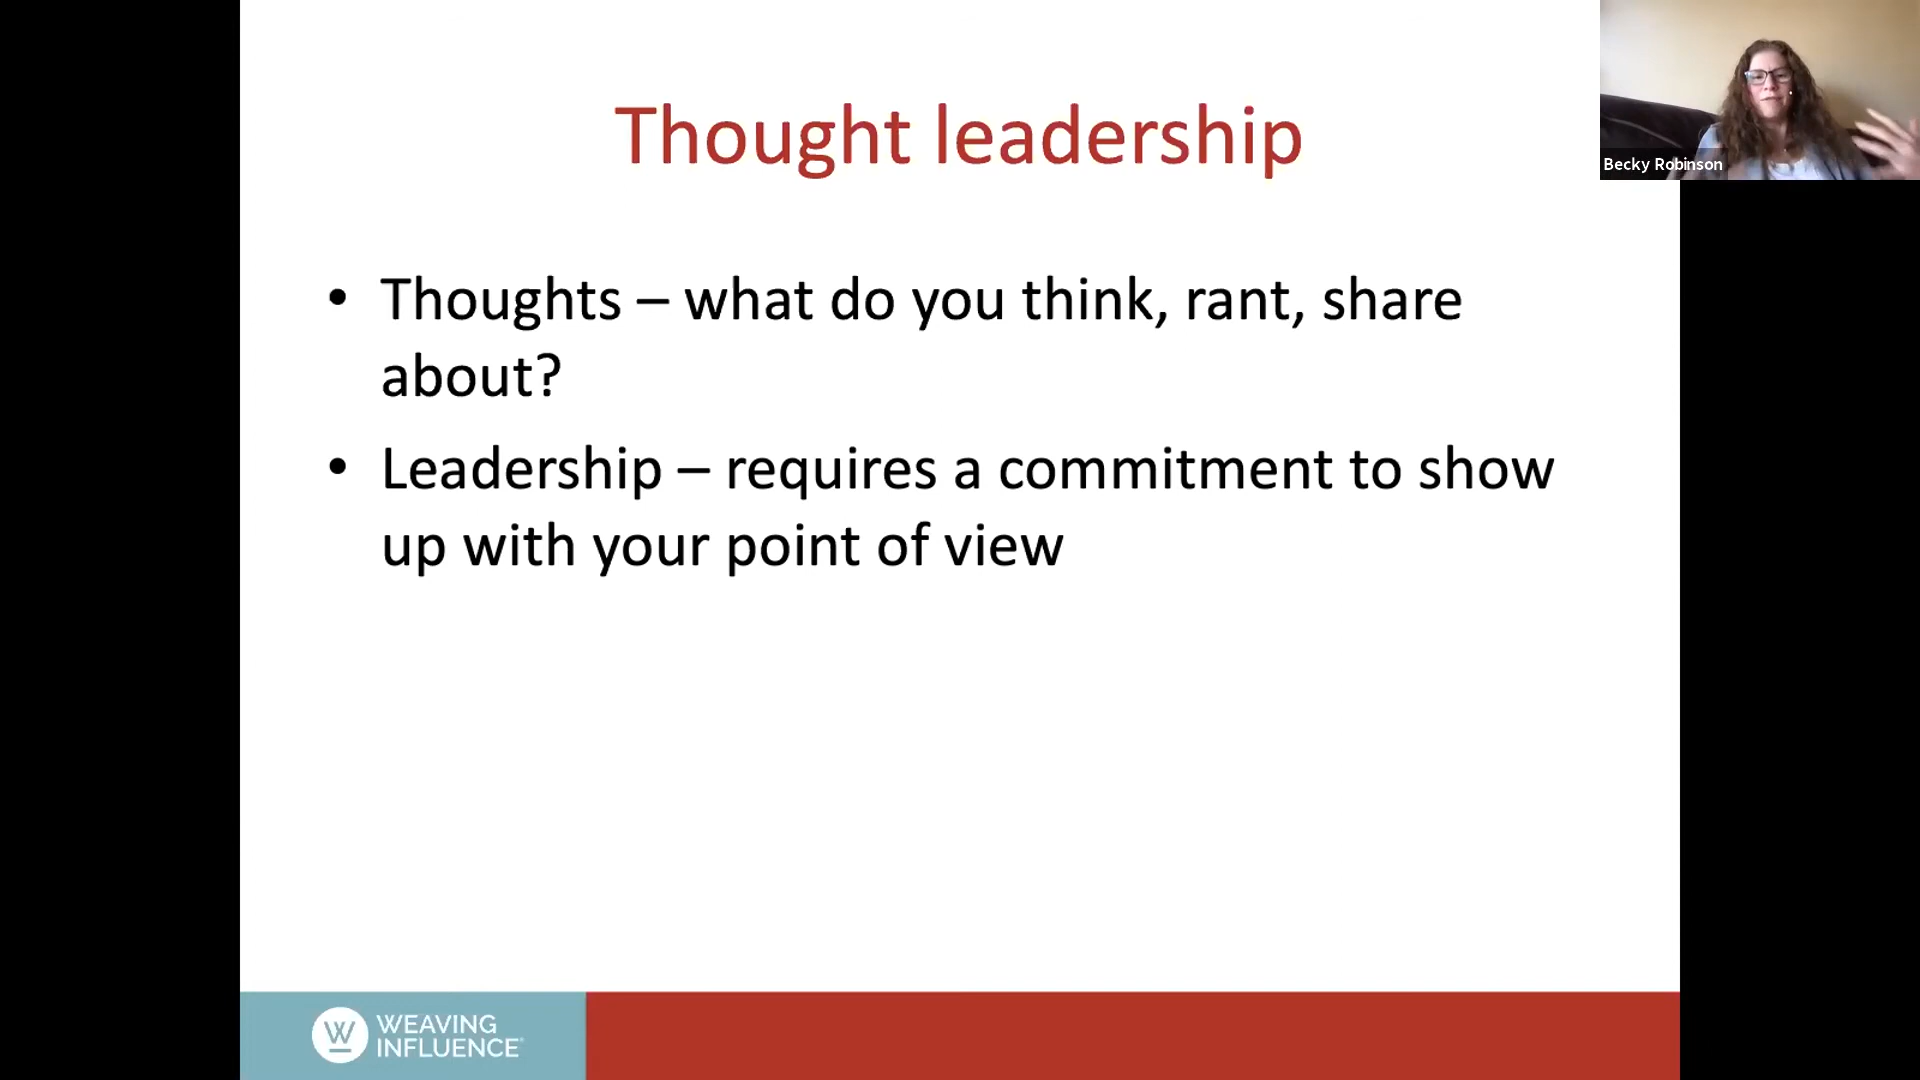 Thought leadership
Becky Robinson
• Thoughts – what do you think, rant, share
about?
• Leadership – requires a commitment to show
up with your point of view
W
WEAVING
INFLUENCE®